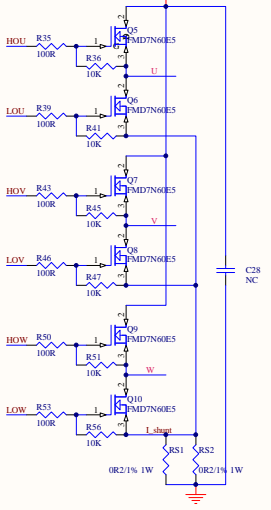 2
Q5
HOU R35 1 FMD7N60E5
100R G
R36 3
10K U
2
Q6
LOU R39 1 FMD7N60E5
100R
R41 3
10K
2
Q7
HOV R43 1 FMD7N60E5
100R
R45 3
10K V
2
Q8
LOV R46 1 FMD7N60E5
100R
R47 3
10K
C28
NC
2
Q9
HOW R50 1 FMD7N60E5
100R
R51 3
10K W
2
Q10
LOW R53 1 FMD7N60E5
100R
R56 3
10K I_shunt
RS1 RS2
0R2/1% 1W 0R2/1% 1W